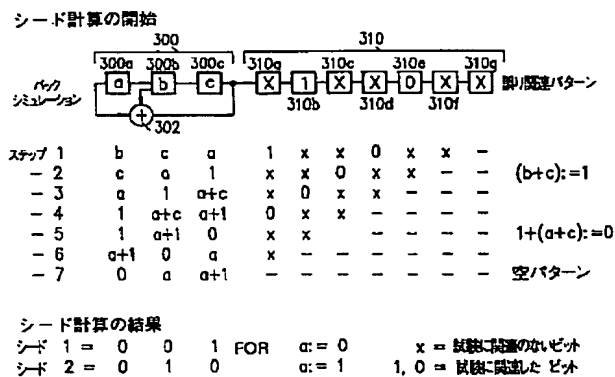 シード計算の開始
300 310
300a 300b 300c 310a 310c 310e 310g
バック
シミュレーション
a b c X 1 X X 0 X X 誤り関連パターン
310b 310d 310f
+ 302
ステップ 1 b c a 1 x x 0 x x -
- 2 c a 1 x x 0 x x - - (b+c):=1
- 3 a 1 a+c x 0 x x - - -
- 4 1 a+c a+1 0 x x - - - -
- 5 1 a+1 0 x x - - - - - 1+(a+c):=0
- 6 a+1 0 a x - - - - - -
- 7 0 a a+1 - - - - - - - 空パターン
シード計算の結果
シード 1 = 0 0 1 FOR a:= 0 x = 試験に関連のないビット
シード 2 = 0 1 0 a:= 1 1, 0 = 試験に関連した ビット